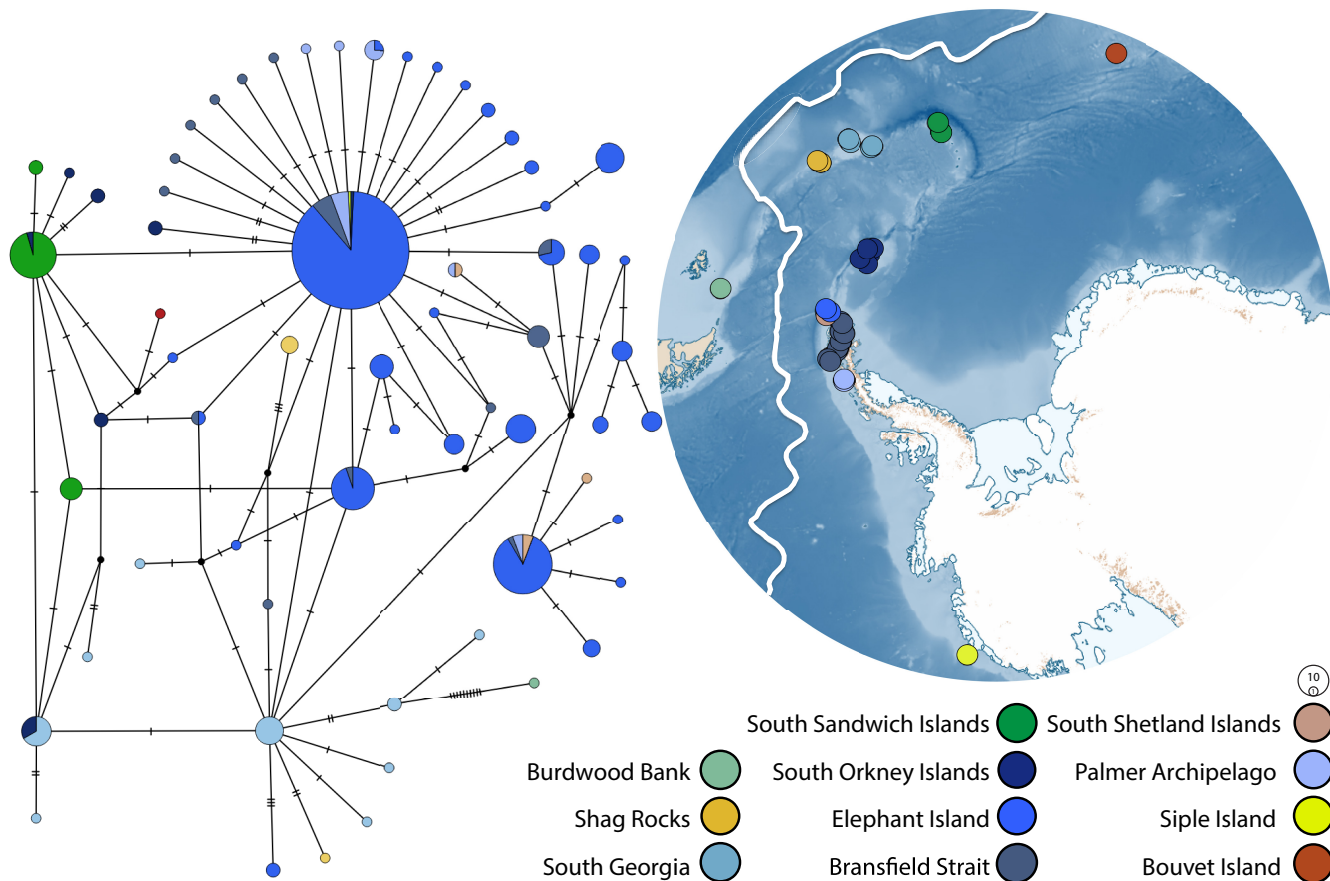 10
1
South Sandwich Islands South Shetland Islands
Burdwood Bank South Orkney Islands Palmer Archipelago
Shag Rocks Elephant Island Siple Island
South Georgia Bransfield Strait Bouvet Island